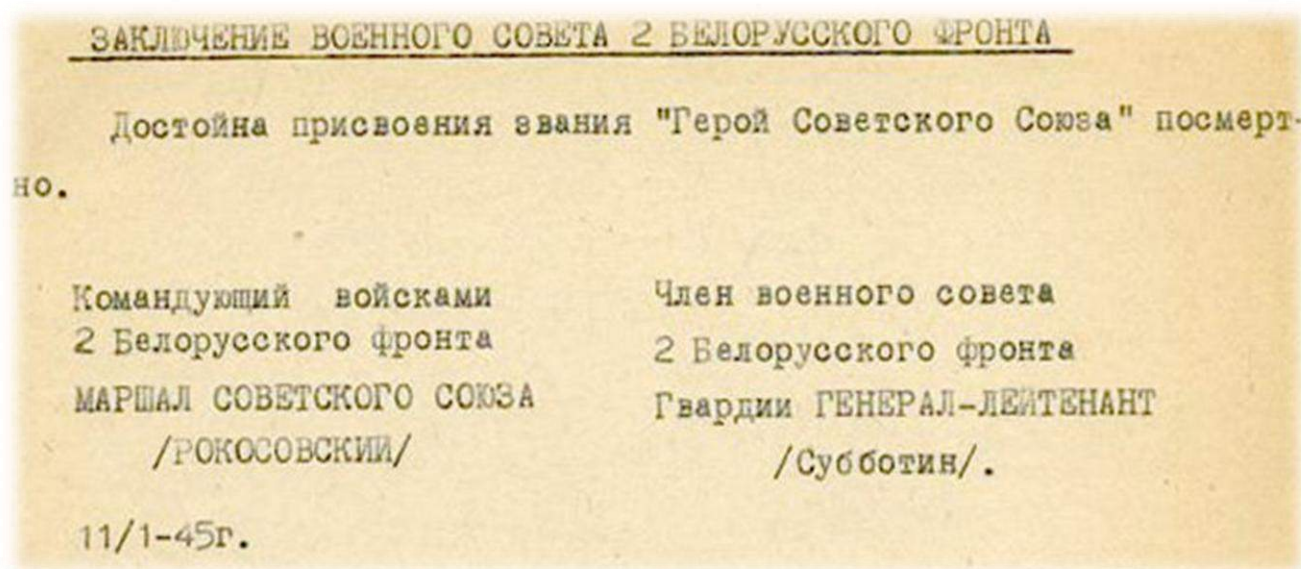 ЗАКЛЮЧЕНИЕ ВОЕННОГО СОВЕТА 2 БЕЛОРУССКОГО ФРОНТА
Достойна присвоения звания "Герой Советского Союза" посмерт-
но.
Командующий войсками
2 Белорусского фронта
МАРШАЛ СОВЕТСКОГО СОЮЗА
/РОКОСОВСКИЙ/
Член военного совета
2 Белорусского фронта
Гвардии ГЕНЕРАЛ-ЛЕЙТЕНАНТ
/Субботин/.
11/1-45г.